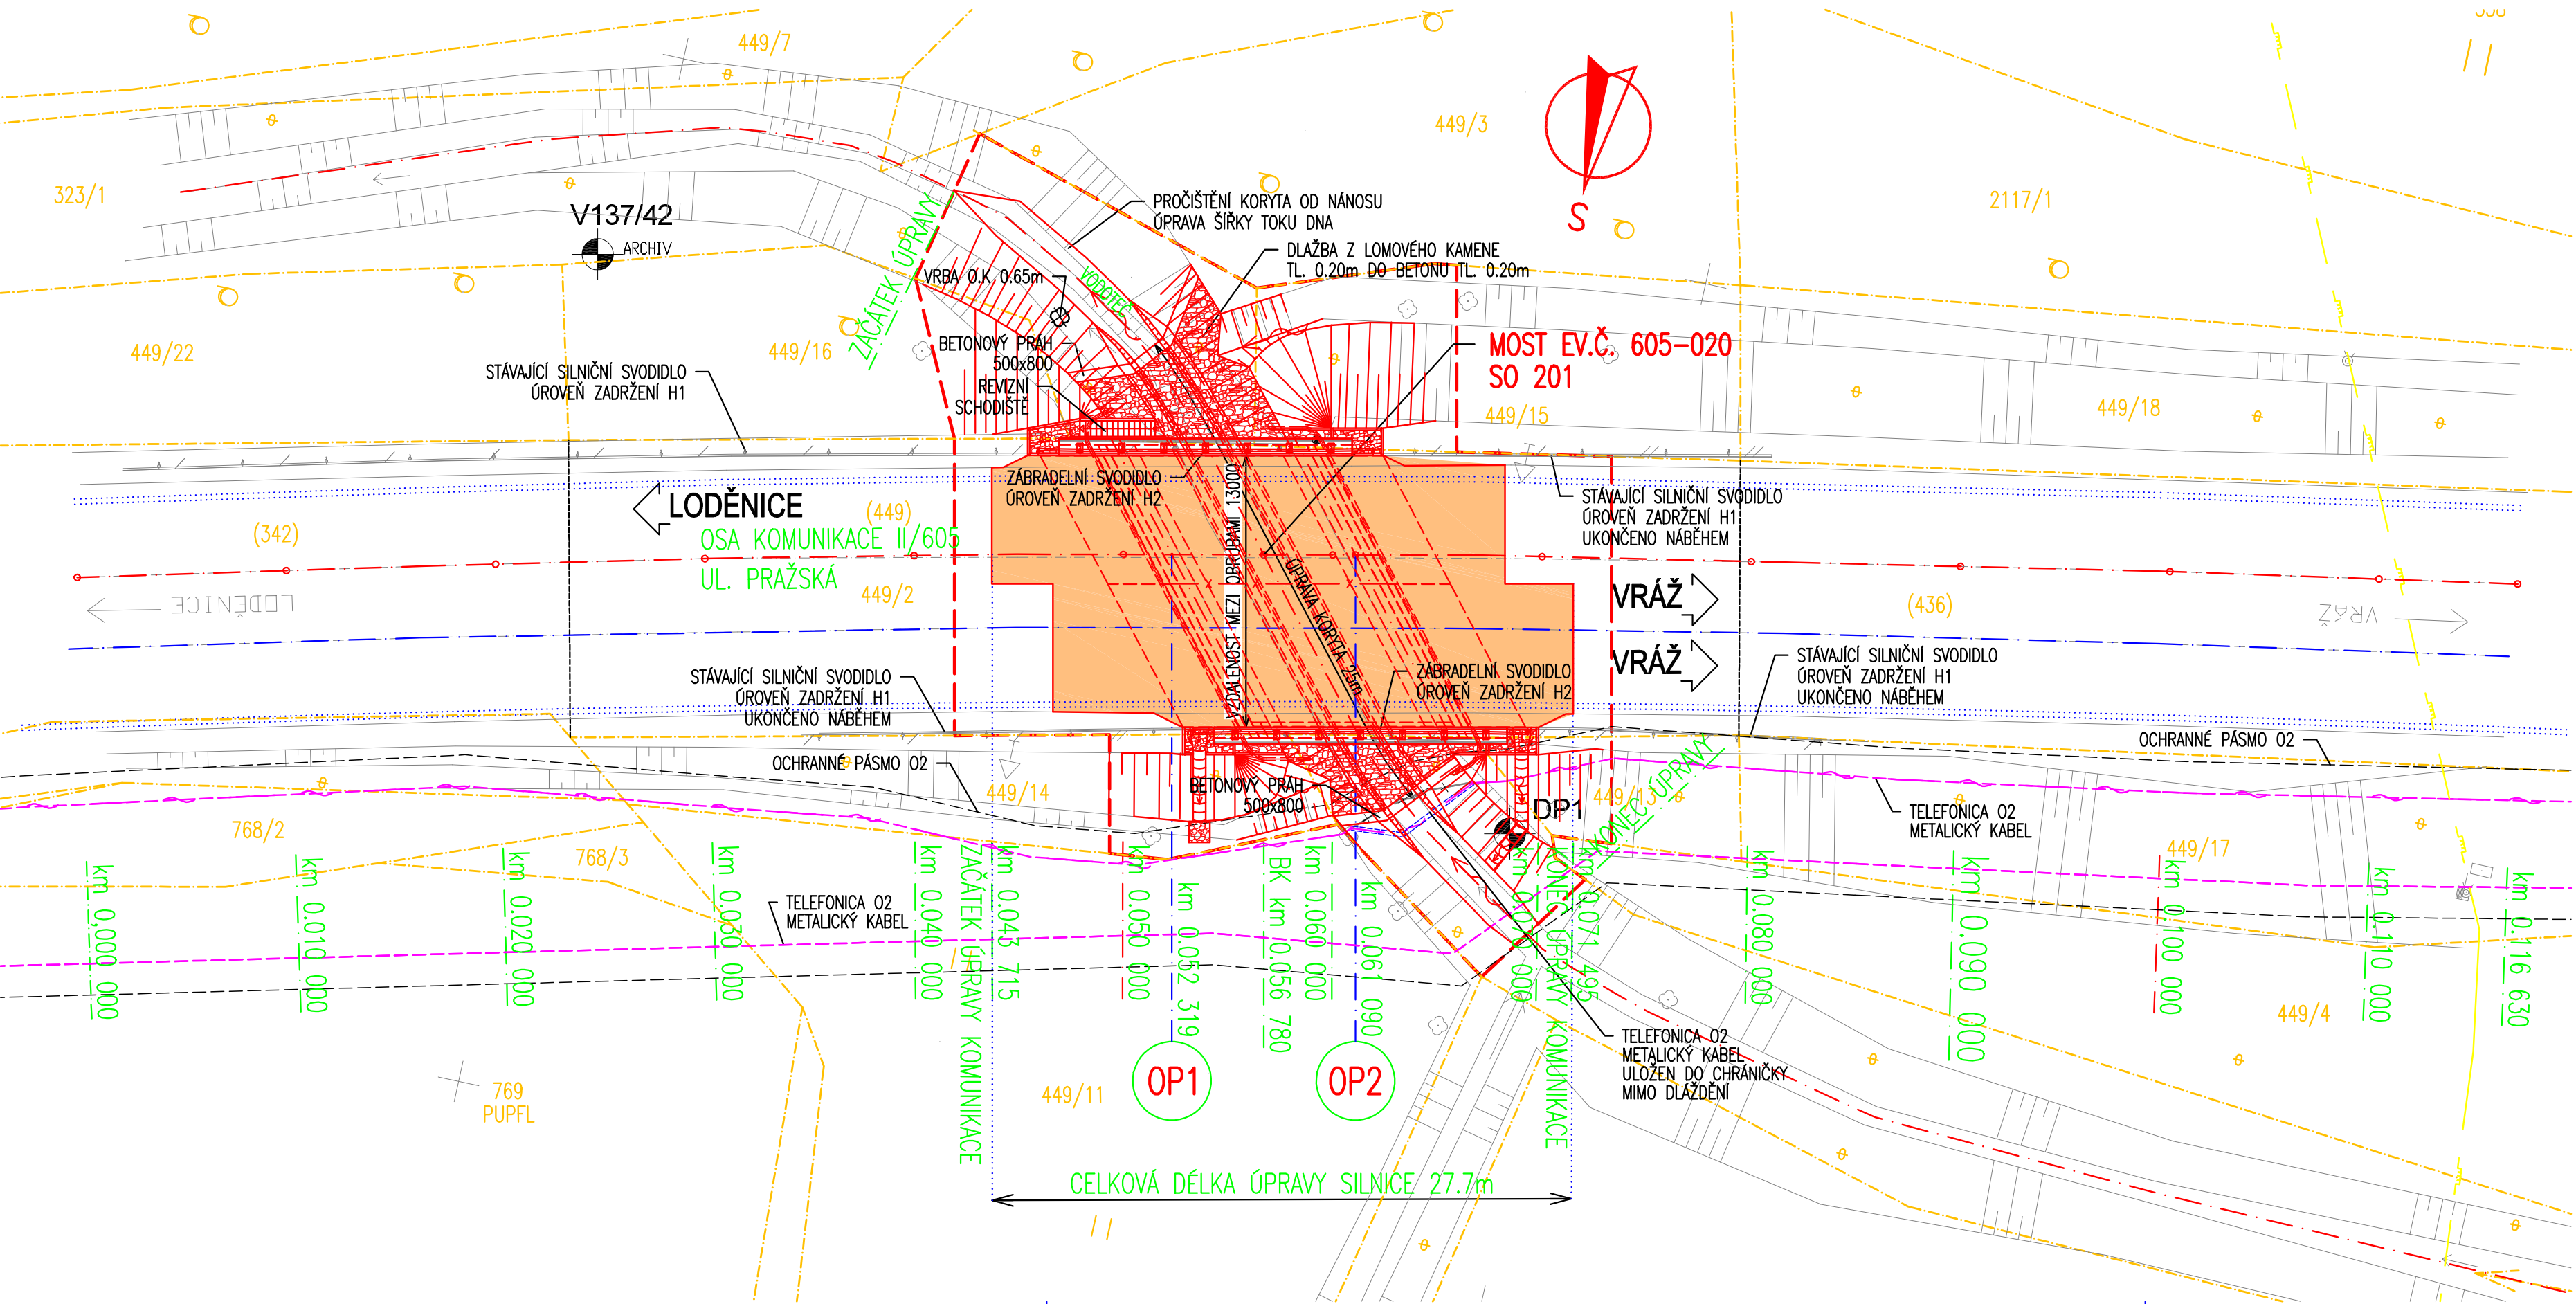 449/7
449/3
323/1
2117/1
V137/42
ARCHIV
S
PROČIŠTĚNÍ KORYTA OD NÁNOSU
ÚPRAVA ŠÍŘKY TOKU DNA
DLAŽBA Z LOMOVÉHO KAMENE
TL. 0.20m DO BETONU TL. 0.20m
VRBA O.K 0.65m
VODOTEČ
ZAČÁTEK ÚPRAVY
449/22
449/16
BETONOVÝ PRÁH
500x800
REVIZNÍ
SCHODIŠTĚ
STÁVAJÍCÍ SILNIČNÍ SVODIDLO
ÚROVEŇ ZADRŽENÍ H1
MOST EV.Č. 605-020
SO 201
449/15
449/18
ZÁBRADELNÍ SVODIDLO
ÚROVEŇ ZADRŽENÍ H2
STÁVAJÍCÍ SILNIČNÍ SVODIDLO
ÚROVEŇ ZADRŽENÍ H1
UKONČENO NÁBĚHEM
LODĚNICE
(449)
(342)
OSA KOMUNIKACE II/605
UL. PRAŽSKÁ
449/2
LODĚNICE
VZDÁLENOST MEZI OBRUBAMI 13000
ÚPRAVA KORYTA 25m
VRÁŽ
(436)
VRÁŽ
VRÁŽ
STÁVAJÍCÍ SILNIČNÍ SVODIDLO
ÚROVEŇ ZADRŽENÍ H1
UKONČENO NÁBĚHEM
ZÁBRADELNÍ SVODIDLO
ÚROVEŇ ZADRŽENÍ H2
STÁVAJÍCÍ SILNIČNÍ SVODIDLO
ÚROVEŇ ZADRŽENÍ H1
UKONČENO NÁBĚHEM
OCHRANNÉ PÁSMO O2
OCHRANNÉ PÁSMO O2
449/14
BETONOVÝ PRÁH
500x800
DP1
449/13
KONEC ÚPRAVY
TELEFONICA O2
METALICKÝ KABEL
768/2
768/3
449/17
km 0,000 000
km 0.010 000
km 0.020 000
km 0.030 000
km 0.040 000
ZAČÁTEK ÚPRAVY KOMUNIKACE
km 0.043 715
km 0.050 000
km 0.052 319
BK km 0.056 780
km 0.060 000
km 0.061 090
km 0.070 000
KONEC ÚPRAVY KOMUNIKACE
km 0.071 495
km 0.080 000
km 0.090 000
km 0.100 000
km 0.110 000
km 0.116 630
TELEFONICA O2
METALICKÝ KABEL
449/4
TELEFONICA O2
METALICKÝ KABEL
ULOŽEN DO CHRÁNIČKY
MIMO DLÁŽDĚNÍ
OP1
OP2
769
PUPFL
449/11
CELKOVÁ DÉLKA ÚPRAVY SILNICE 27.7m